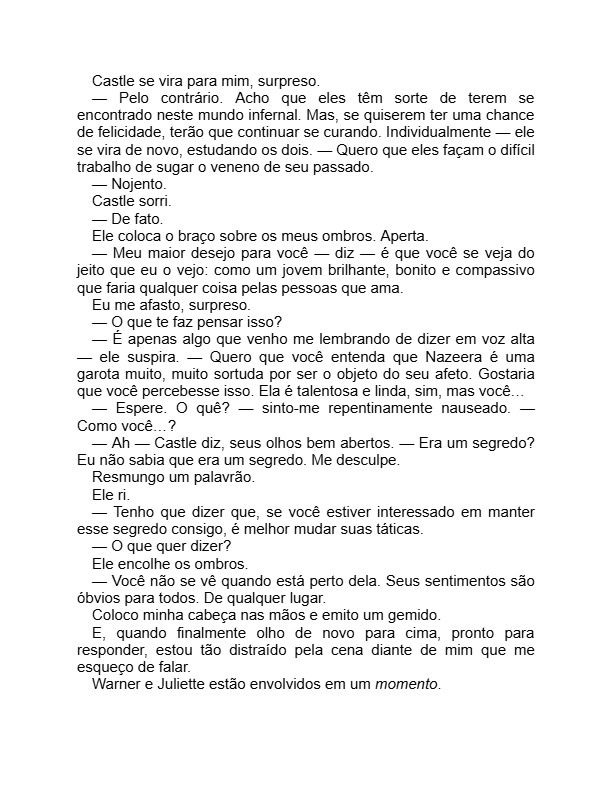 Castle se vira para mim, surpreso.
— Pelo contrário. Acho que eles têm sorte de terem se
encontrado neste mundo infernal. Mas, se quiserem ter uma chance
de felicidade, terão que continuar se curando. Individualmente — ele
se vira de novo, estudando os dois. — Quero que eles façam o difícil
trabalho de sugar o veneno de seu passado.
— Nojento.
Castle sorri.
— De fato.
Ele coloca o braço sobre os meus ombros. Aperta.
— Meu maior desejo para você — diz — é que você se veja do
jeito que eu o vejo: como um jovem brilhante, bonito e compassivo
que faria qualquer coisa pelas pessoas que ama.
Eu me afasto, surpreso.
— O que te faz pensar isso?
— É apenas algo que venho me lembrando de dizer em voz alta
— ele suspira. — Quero que você entenda que Nazeera é uma
garota muito, muito sortuda por ser o objeto do seu afeto. Gostaria
que você percebesse isso. Ela é talentosa e linda, sim, mas você…
— Espere. O quê? — sinto-me repentinamente nauseado. —
Como você…?
— Ah — Castle diz, seus olhos bem abertos. — Era um segredo?
Eu não sabia que era um segredo. Me desculpe.
Resmungo um palavrão.
Ele ri.
— Tenho que dizer que, se você estiver interessado em manter
esse segredo consigo, é melhor mudar suas táticas.
— O que quer dizer?
Ele encolhe os ombros.
— Você não se vê quando está perto dela. Seus sentimentos são
óbvios para todos. De qualquer lugar.
Coloco minha cabeça nas mãos e emito um gemido.
E, quando finalmente olho de novo para cima, pronto para
responder, estou tão distraído pela cena diante de mim que me
esqueço de falar.
Warner e Juliette estão envolvidos em um momento.